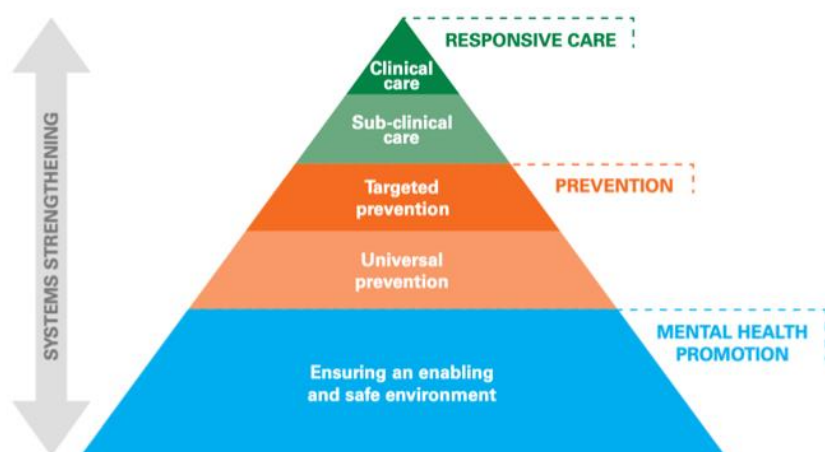 SYSTEMS STRENGTHENING
RESPONSIVE CARE
Clinical
care
Sub-clinical
care
Targeted
prevention
PREVENTION
Universal
prevention
MENTAL HEALTH
PROMOTION
Ensuring an enabling
and safe environment